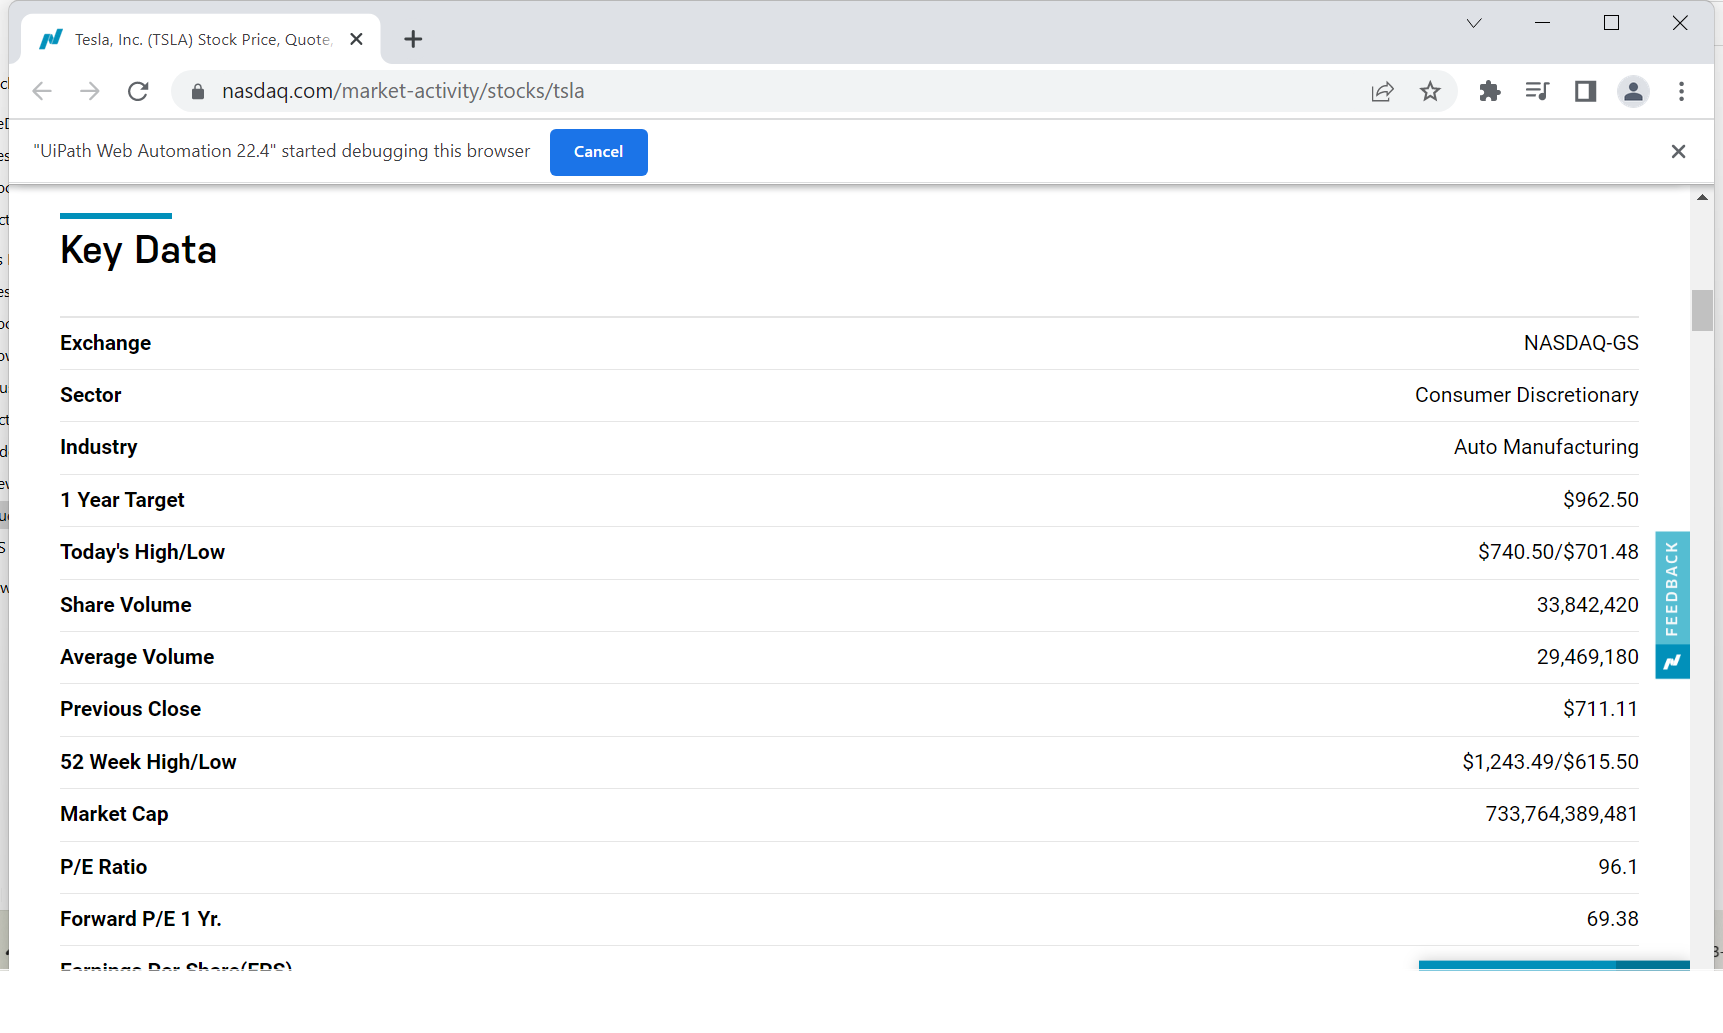 Tesla, Inc. (TSLA) Stock Price, Quote,
nasdaq.com/market-activity/stocks/tsla
"UiPath Web Automation 22.4" started debugging this browser Cancel
Key Data
Exchange NASDAQ-GS
Sector Consumer Discretionary
Industry Auto Manufacturing
1 Year Target $962.50
Today's High/Low $740.50/$701.48
Share Volume 33,842,420
Average Volume 29,469,180
Previous Close $711.11
52 Week High/Low $1,243.49/$615.50
Market Cap 733,764,389,481
P/E Ratio 96.1
Forward P/E 1 Yr. 69.38
Earnings Per Share(EPS)
FEEDBACK